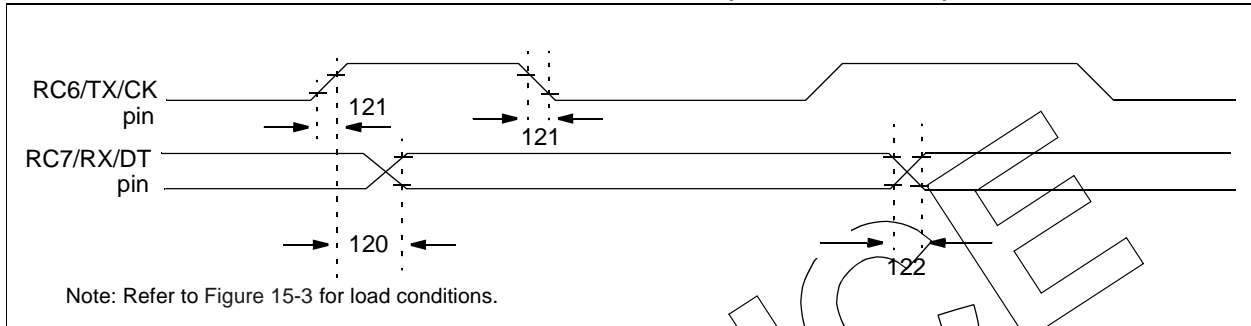 RC6/TX/CK
pin
121
121
RC7/RX/DT
pin
120
122
Note: Refer to Figure 15-3 for load conditions.